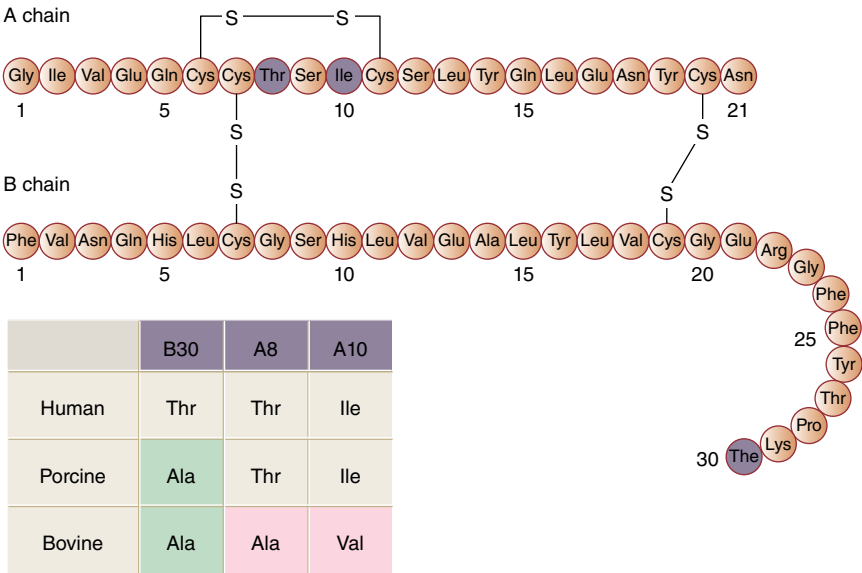 A chain
S S
Gly Ile Val Glu Gln Cys Cys Thr Ser Ile Cys Ser Leu Tyr Gln Leu Glu Asn Tyr Cys Asn
1 5 10 15 21
S S
B chain
S S
Phe Val Asn Gln His Leu Cys Gly Ser His Leu Val Glu Ala Leu Tyr Leu Val Cys Gly Glu Arg Gly Phe Phe Tyr Thr Pro Lys The
1 5 10 15 20 25 30
B30 A8 A10
Human Thr Thr Ile
Porcine Ala Thr Ile
Bovine Ala Ala Val